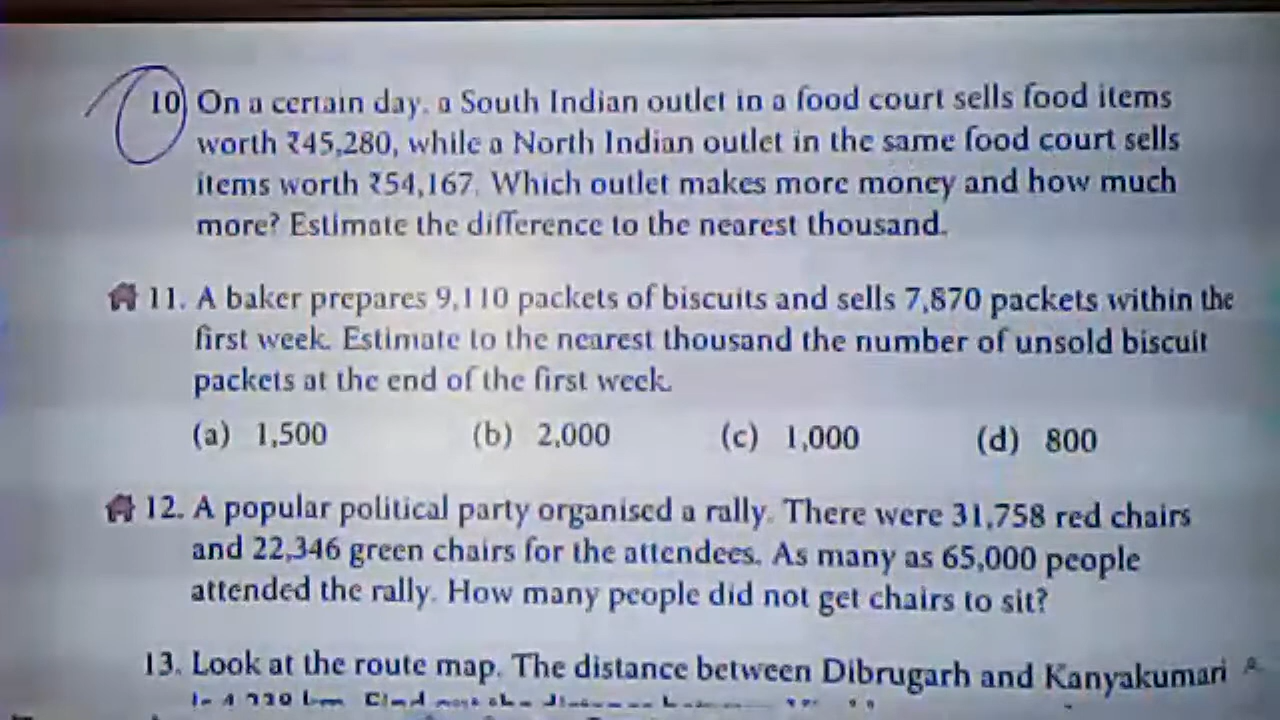 10 On a certain day, a South Indian outlet in a food court sells food items
worth ₹45,280, while a North Indian outlet in the same food court sells
items worth ₹54,167. Which outlet makes more money and how much
more? Estimate the difference to the nearest thousand.
11. A baker prepares 9,110 packets of biscuits and sells 7,870 packets within the
first week. Estimate to the nearest thousand the number of unsold biscuit
packets at the end of the first week.
(a) 1,500 (b) 2,000 (c) 1,000 (d) 800
12. A popular political party organised a rally. There were 31,758 red chairs
and 22,346 green chairs for the attendees. As many as 65,000 people
attended the rally. How many people did not get chairs to sit?
13. Look at the route map. The distance between Dibrugarh and Kanyakumari